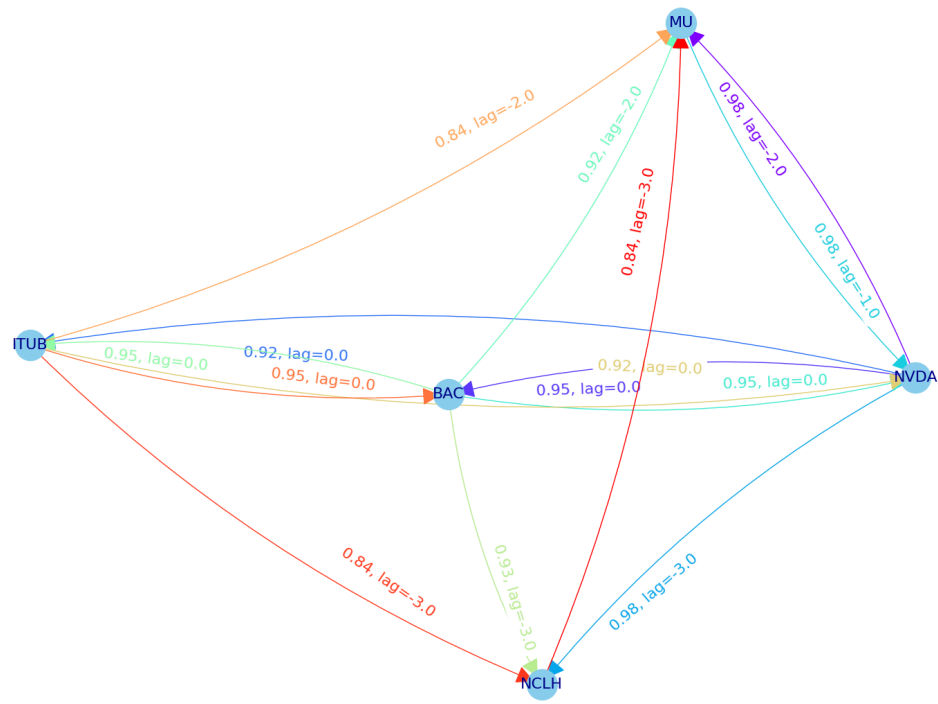 MU
0.84, lag=-2.0
0.92, lag=-2.0
0.98, lag=-2.0
0.84, lag=-3.0
0.98, lag=-1.0
ITUB
0.95, lag=0.0
0.92, lag=0.0
0.95, lag=0.0
0.92, lag=0.0
0.95, lag=0.0
0.95, lag=0.0
NVDA
BAC
0.84, lag=-3.0
0.93, lag=-3.0
0.98, lag=-3.0
NCLH